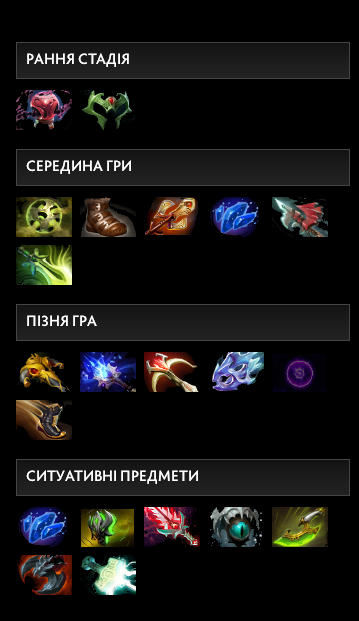 РАННЯ СТАДІЯ
СЕРЕДИНА ГРИ
ПІЗНЯ ГРА
СИТУАТИВНІ ПРЕДМЕТИ